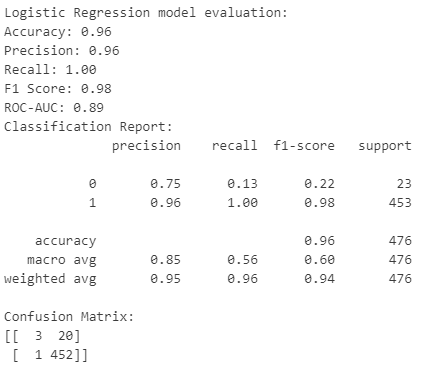 Logistic Regression model evaluation:
Accuracy: 0.96
Precision: 0.96
Recall: 1.00
F1 Score: 0.98
ROC-AUC: 0.89
Classification Report:
              precision    recall  f1-score   support

           0       0.75      0.13      0.22        23
           1       0.96      1.00      0.98       453

    accuracy                           0.96       476
   macro avg       0.85      0.56      0.60       476
weighted avg       0.95      0.96      0.94       476

Confusion Matrix:
[[  3  20]
 [  1 452]]